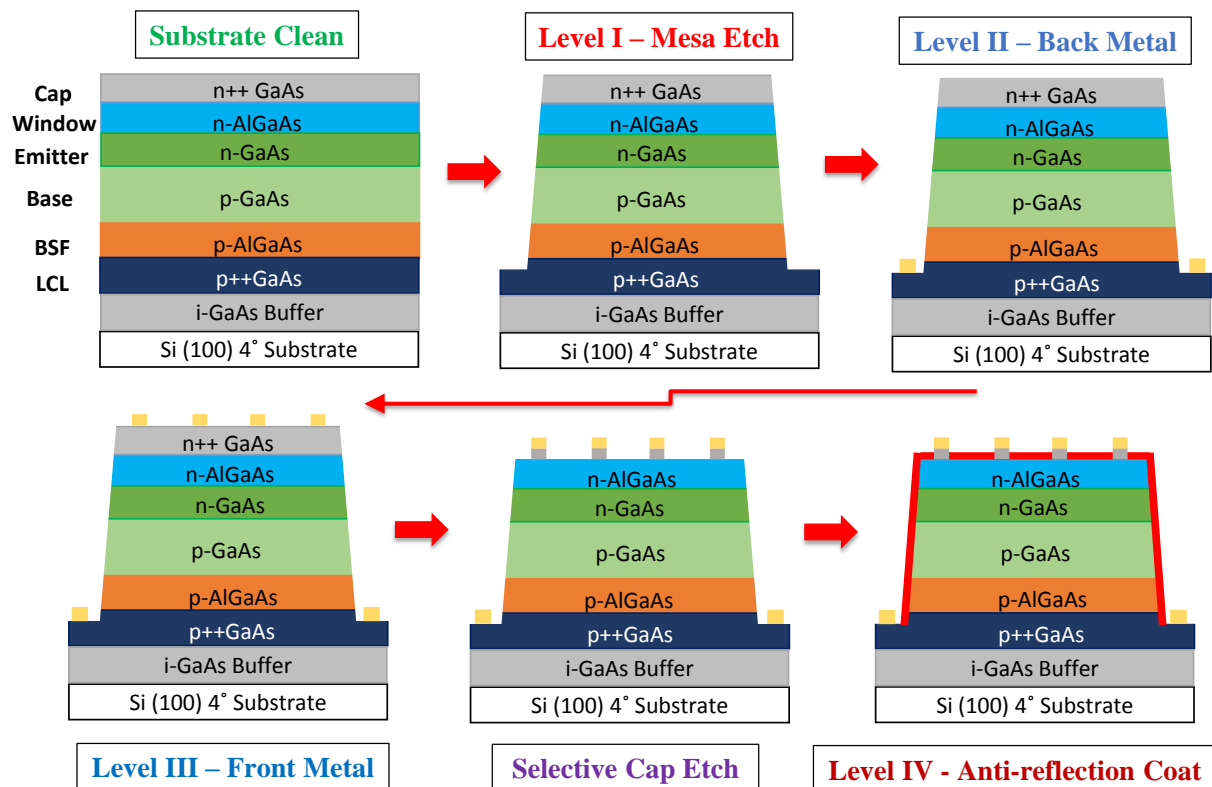 Substrate Clean
Level I – Mesa Etch
Level II – Back Metal
Cap
Window
Emitter
Base
BSF
LCL
n++ GaAs
n-AlGaAs
n-GaAs
p-GaAs
p-AlGaAs
p++GaAs
i-GaAs Buffer
Si (100) 4˚ Substrate
n++ GaAs
n-AlGaAs
n-GaAs
p-GaAs
p-AlGaAs
p++GaAs
i-GaAs Buffer
Si (100) 4˚ Substrate
n++ GaAs
n-AlGaAs
n-GaAs
p-GaAs
p-AlGaAs
p++GaAs
i-GaAs Buffer
Si (100) 4˚ Substrate
n++ GaAs
n-AlGaAs
n-GaAs
p-GaAs
p-AlGaAs
p++GaAs
i-GaAs Buffer
Si (100) 4˚ Substrate
n-AlGaAs
n-GaAs
p-GaAs
p-AlGaAs
p++GaAs
i-GaAs Buffer
Si (100) 4˚ Substrate
n-AlGaAs
n-GaAs
p-GaAs
p-AlGaAs
p++GaAs
i-GaAs Buffer
Si (100) 4˚ Substrate
Level III – Front Metal
Selective Cap Etch
Level IV - Anti-reflection Coat